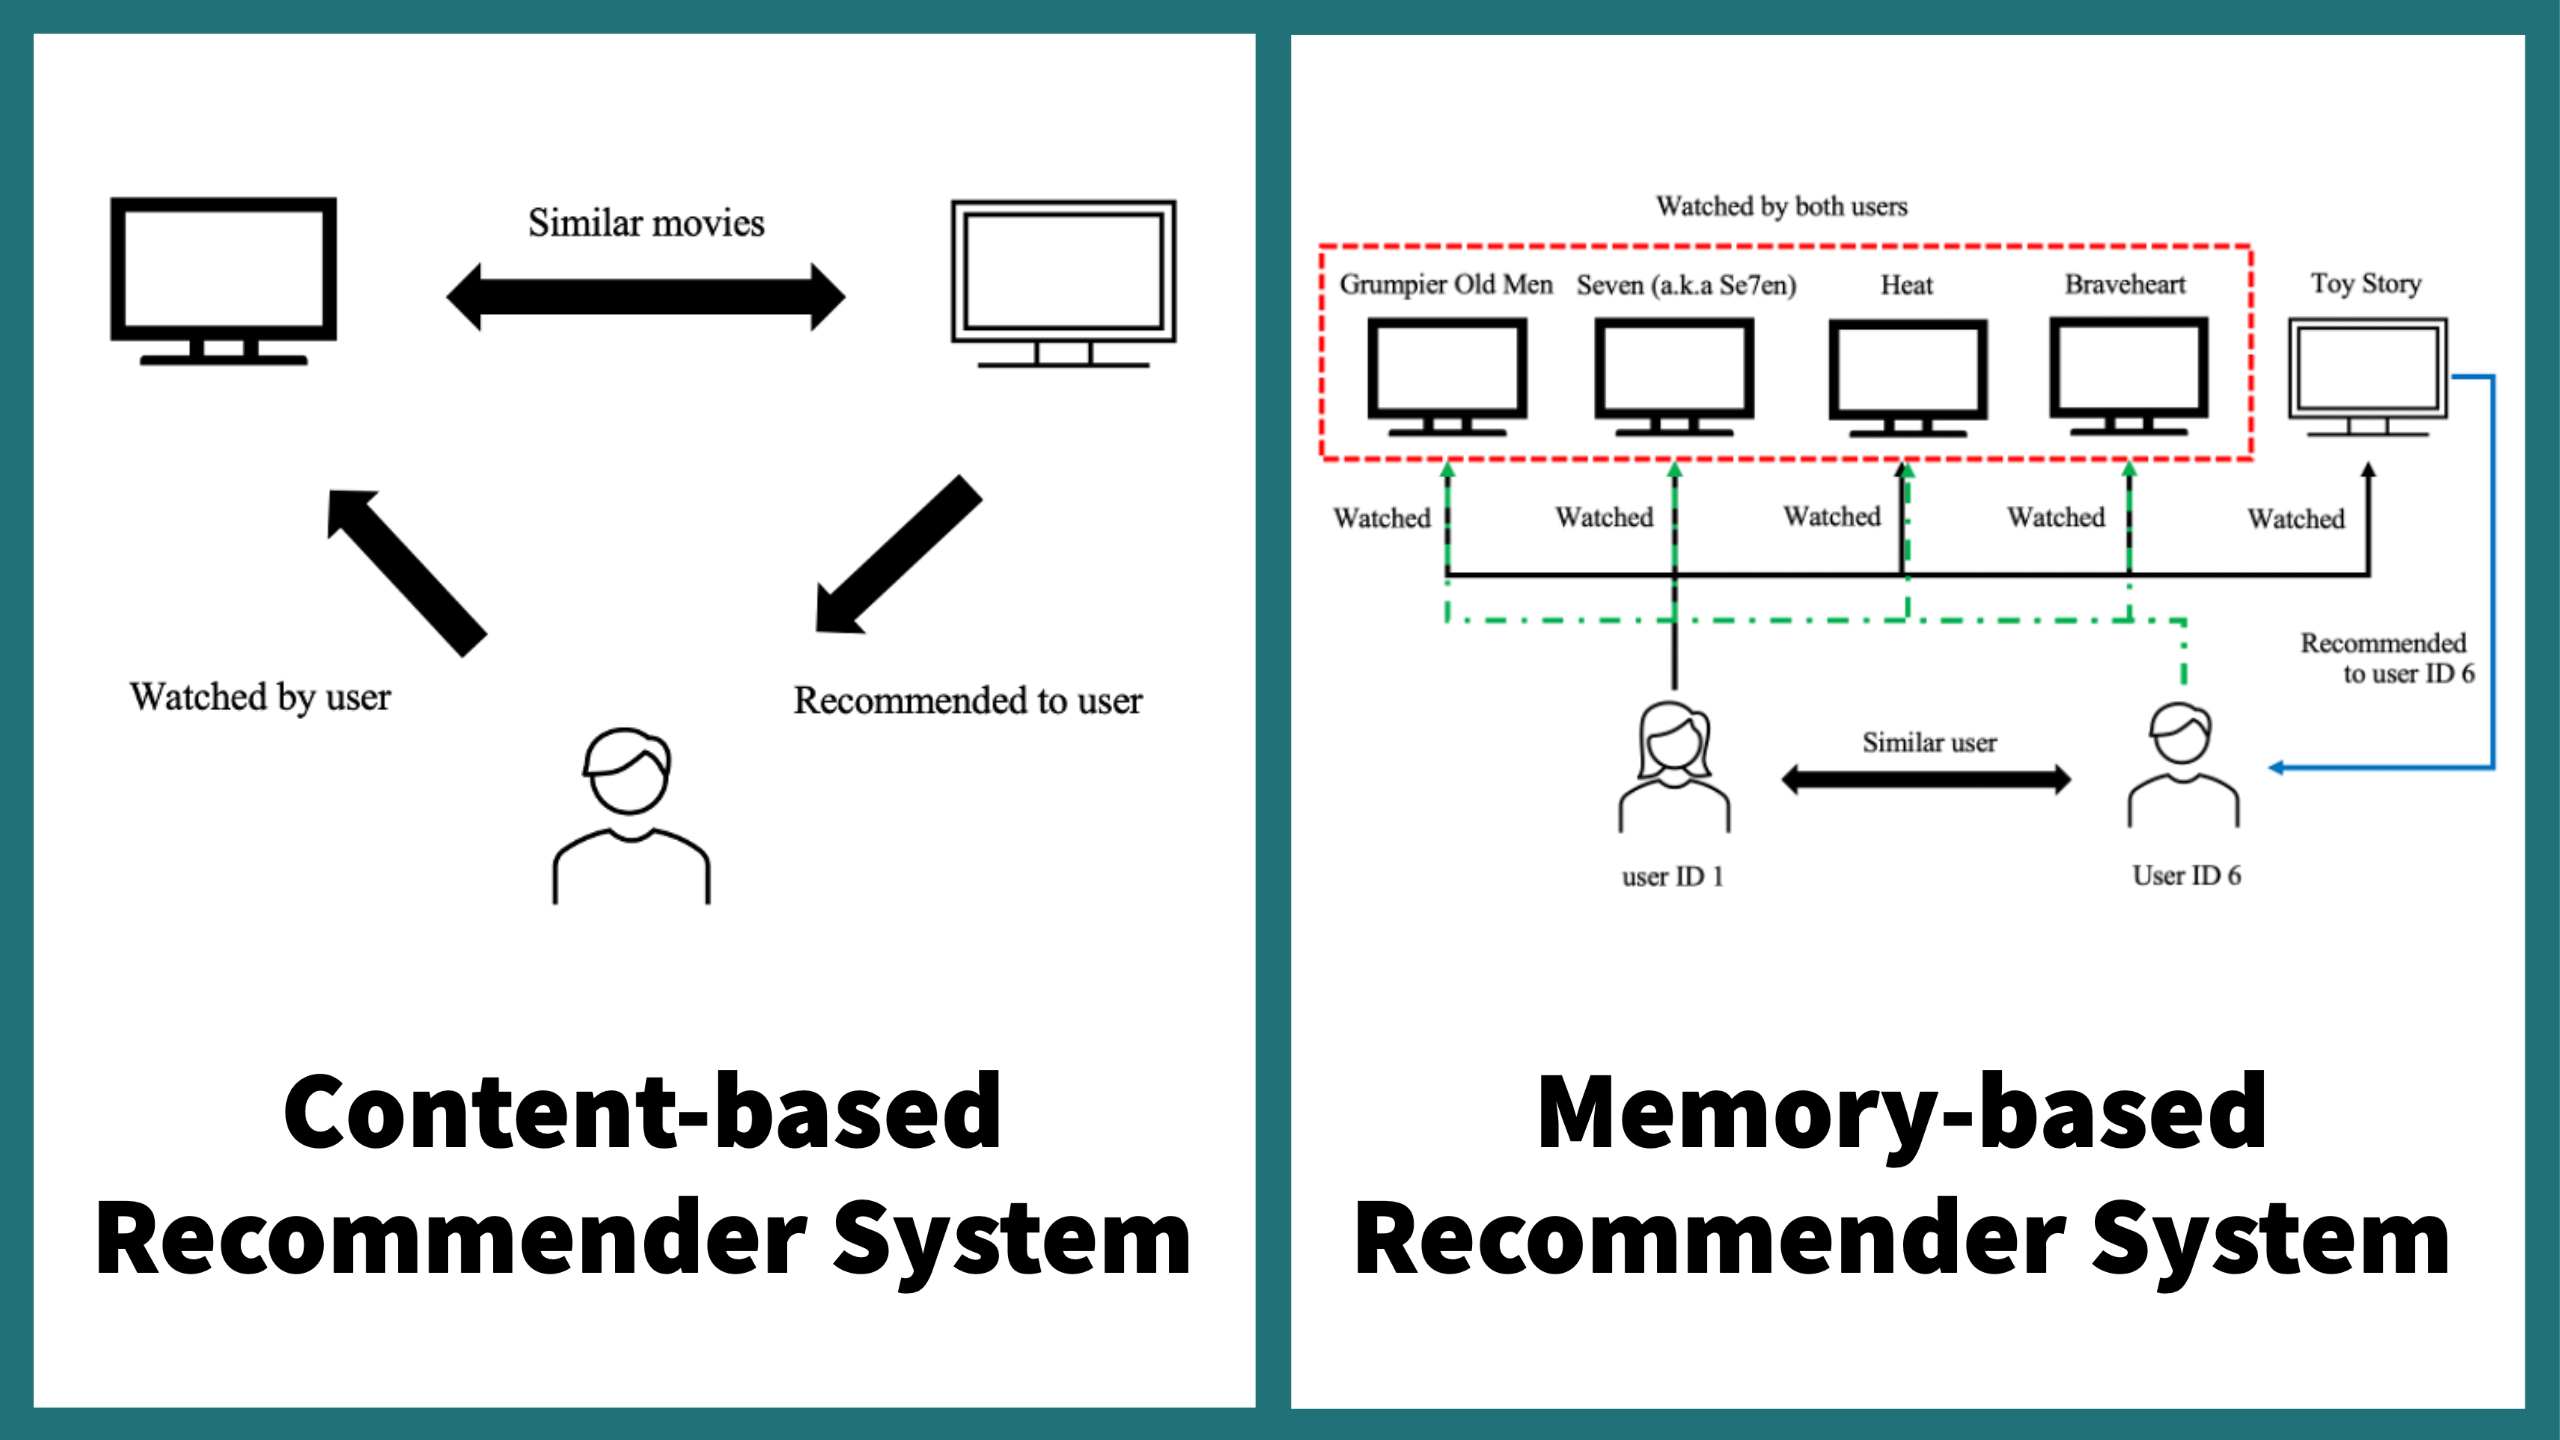 Similar movies
Watched by user
Recommended to user
Content-based
Recommender System
Watched by both users
Grumpier Old Men
Seven (a.k.a Se7en)
Heat
Braveheart
Toy Story
Watched
Watched
Watched
Watched
Watched
Recommended
to user ID 6
Similar user
user ID 1
User ID 6
Memory-based
Recommender System